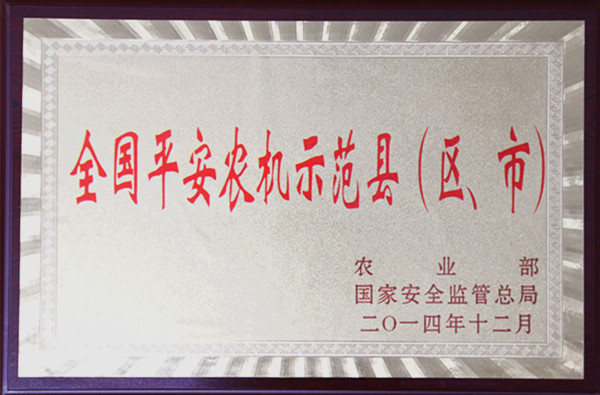 全国平安农机示范县(区、市)
农业部
国家安全监管总局
二〇一四年十二月